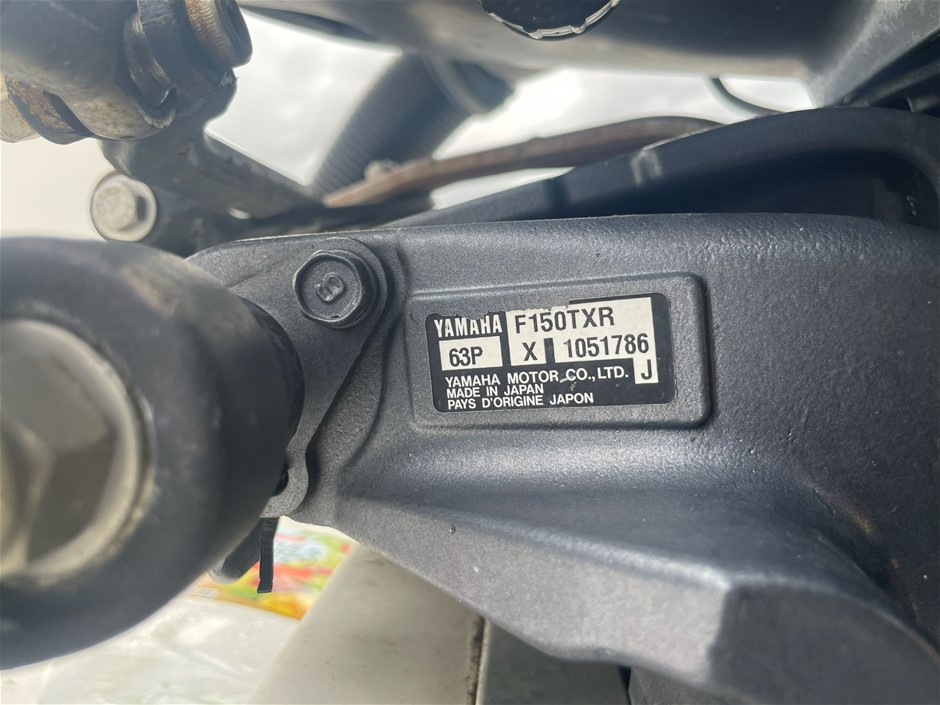 YAMAHA F150TXR
63P X 1051786
J
YAMAHA MOTOR CO., LTD.
MADE IN JAPAN
PAYS D'ORIGINE JAPON
S